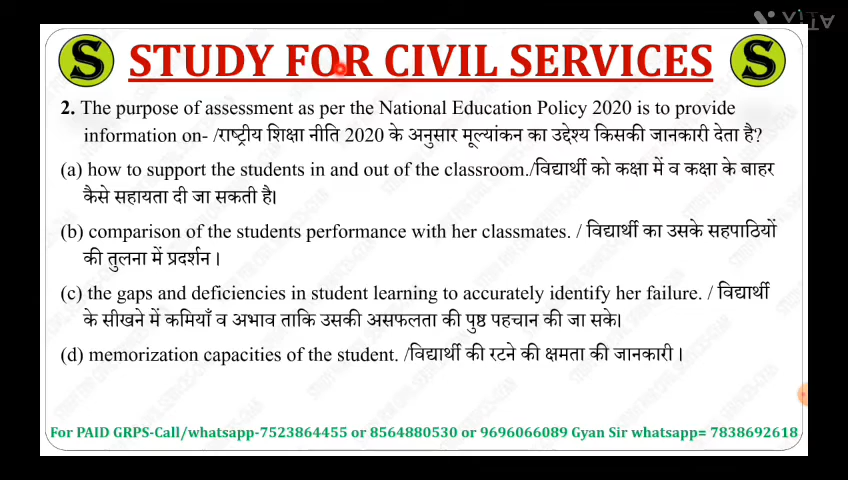 VITA
S STUDY FOR CIVIL SERVICES S
2. The purpose of assessment as per the National Education Policy 2020 is to provide
information on- /राष्ट्रीय शिक्षा नीति 2020 के अनुसार मूल्यांकन का उद्देश्य किसकी जानकारी देता है?
(a) how to support the students in and out of the classroom./विद्यार्थी को कक्षा में व कक्षा के बाहर
कैसे सहायता दी जा सकती है।
(b) comparison of the students performance with her classmates. / विद्यार्थी का उसके सहपाठियों
की तुलना में प्रदर्शन ।
(c) the gaps and deficiencies in student learning to accurately identify her failure. / विद्यार्थी
के सीखने में कमियाँ व अभाव ताकि उसकी असफलता की पुष्ठ पहचान की जा सके।
(d) memorization capacities of the student. /विद्यार्थी की रटने की क्षमता की जानकारी ।
For PAID GRPS-Call/whatsapp-7523864455 or 8564880530 or 9696066089 Gyan Sir whatsapp= 7838692618